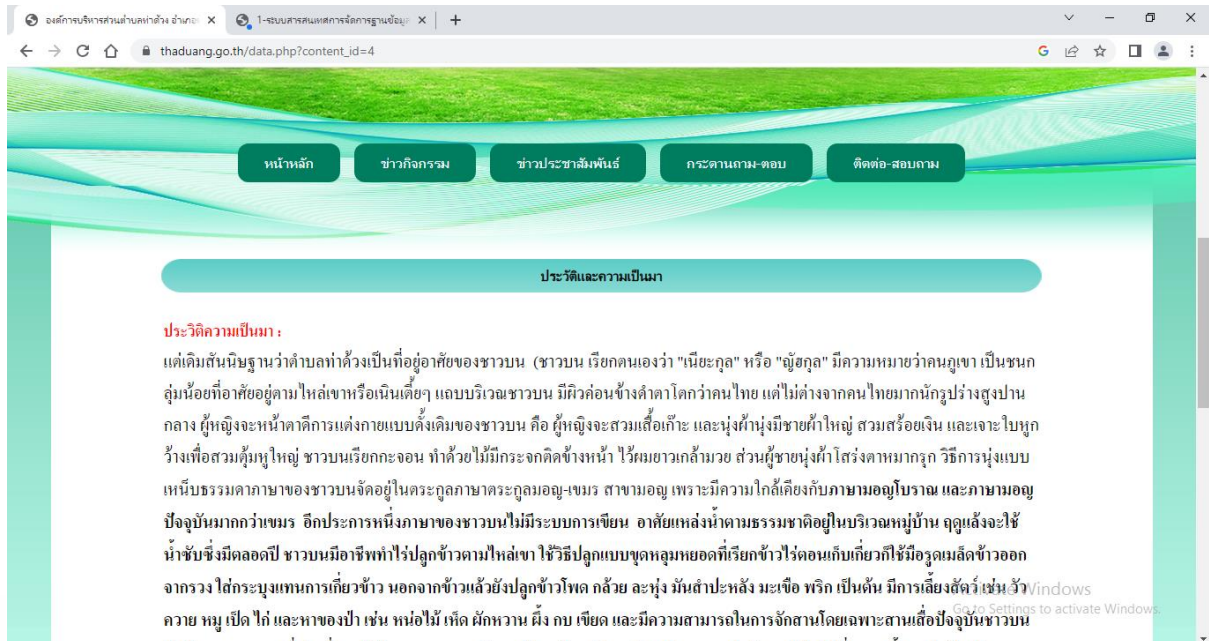 องค์การบริหารส่วนตำบลท่าด้วง อำเภอ
1-ระบบสารสนเทศการจัดการฐานข้อมูล
thaduang.go.th/data.php?content_id=4
หน้าหลัก ข่าวกิจกรรม ข่าวประชาสัมพันธ์ กระดานถาม-ตอบ ติดต่อ-สอบถาม
ประวัติและความเป็นมา
ประวิติความเป็นมา :
แต่เดิมสันนิษฐานว่าตำบลท่าด้วงเป็นที่อยู่อาศัยของชาวบน (ชาวบน เรียกตนเองว่า "เนียะกุล" หรือ "ญัฮกุล" มีความหมายว่าคนภูเขา เป็นชนก
ลุ่มน้อยที่อาศัยอยู่ตามไหล่เขาหรือเนินเตี้ยๆ แถบบริเวณชาวบน มีผิวค่อนข้างดำตาโตกว่าคนไทย แต่ไม่ต่างจากคนไทยมากนักรูปร่างสูงปาน
กลาง ผู้หญิงจะหน้าตาดีการแต่งกายแบบดั้งเดิมของชาวบน คือ ผู้หญิงจะสวมเสื้อเก๊าะ และนุ่งผ้านุ่งมีชายผ้าใหญ่ สวมสร้อยเงิน และเจาะใบหูก
ว้างเพื่อสวมตุ้มหูใหญ่ ชาวบนเรียกกะจอน ทำด้วยไม้มีกระจกติดข้างหน้า ไว้ผมยาวเกล้ามวย ส่วนผู้ชายนุ่งผ้าโสร่งตาหมากรุก วิธีการนุ่งแบบ
เหน็บธรรมดาภาษาของชาวบนจัดอยู่ในตระกูลภาษาตระกูลมอญ-เขมร สาขามอญ เพราะมีความใกล้เคียงกับภาษามอญโบราณ และภาษามอญ
ปัจจุบันมากกว่าเขมร อีกประการหนึ่งภาษาของชาวบนไม่มีระบบการเขียน อาศัยแหล่งน้ำตามธรรมชาติอยู่ในบริเวณหมู่บ้าน ฤดูแล้งจะใช้
น้ำซับซึ่งมีตลอดปี ชาวบนมีอาชีพทำไร่ปลูกข้าวตามไหล่เขา ใช้วิธีปลูกแบบขุดหลุมหยอดที่เรียกข้าวไร่ตอนเก็บเกี่ยวก็ใช้มือรูดเมล็ดข้าวออก
จากรวง ใส่กระบุงแทนการเกี่ยวข้าว นอกจากข้าวแล้วยังปลูกข้าวโพด กล้วย ละหุ่ง มันสำปะหลัง มะเขือ พริก เป็นต้น มีการเลี้ยงสัตว์ เช่น วัว
ควาย หมู เป็ด ไก่ และหาของป่า เช่น หน่อไม้ เห็ด ผักหวาน ผึ้ง กบ เขียด และมีความสามารถในการจักสานโดยเฉพาะสานเสื่อปัจจุบันชาวบน
Activate Windows
Go to Settings to activate Windows.